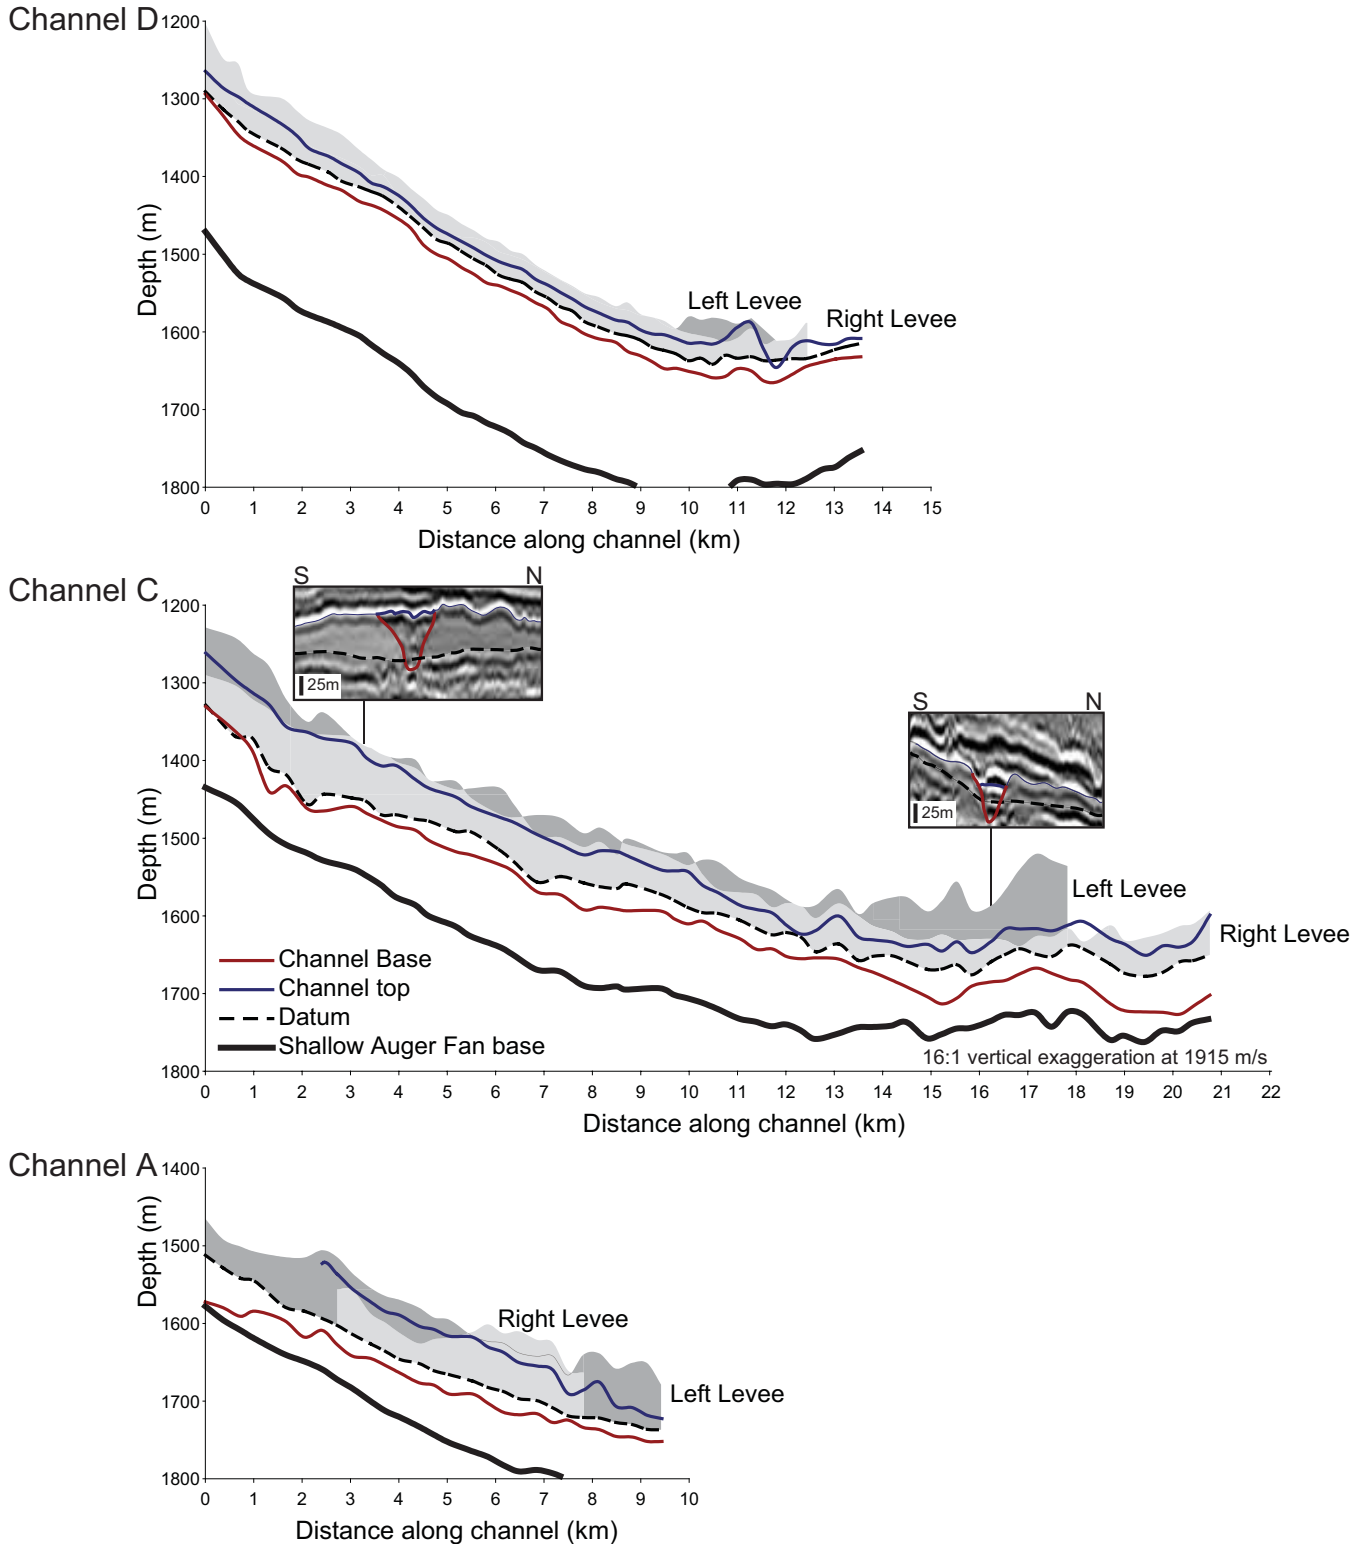 Channel D
1200
1300
1400
1500
1600
1700
1800
Depth (m)
Left Levee
Right Levee
0 1 2 3 4 5 6 7 8 9 10 11 12 13 14 15
Distance along channel (km)
Channel C
S N
25m
S N
25m
1200
1300
1400
1500
1600
1700
1800
Depth (m)
Left Levee
Right Levee
Channel Base
Channel top
Datum
Shallow Auger Fan base
16:1 vertical exaggeration at 1915 m/s
0 1 2 3 4 5 6 7 8 9 10 11 12 13 14 15 16 17 18 19 20 21 22
Distance along channel (km)
Channel A
1400
1500
1600
1700
1800
Depth (m)
Right Levee
Left Levee
0 1 2 3 4 5 6 7 8 9 10
Distance along channel (km)